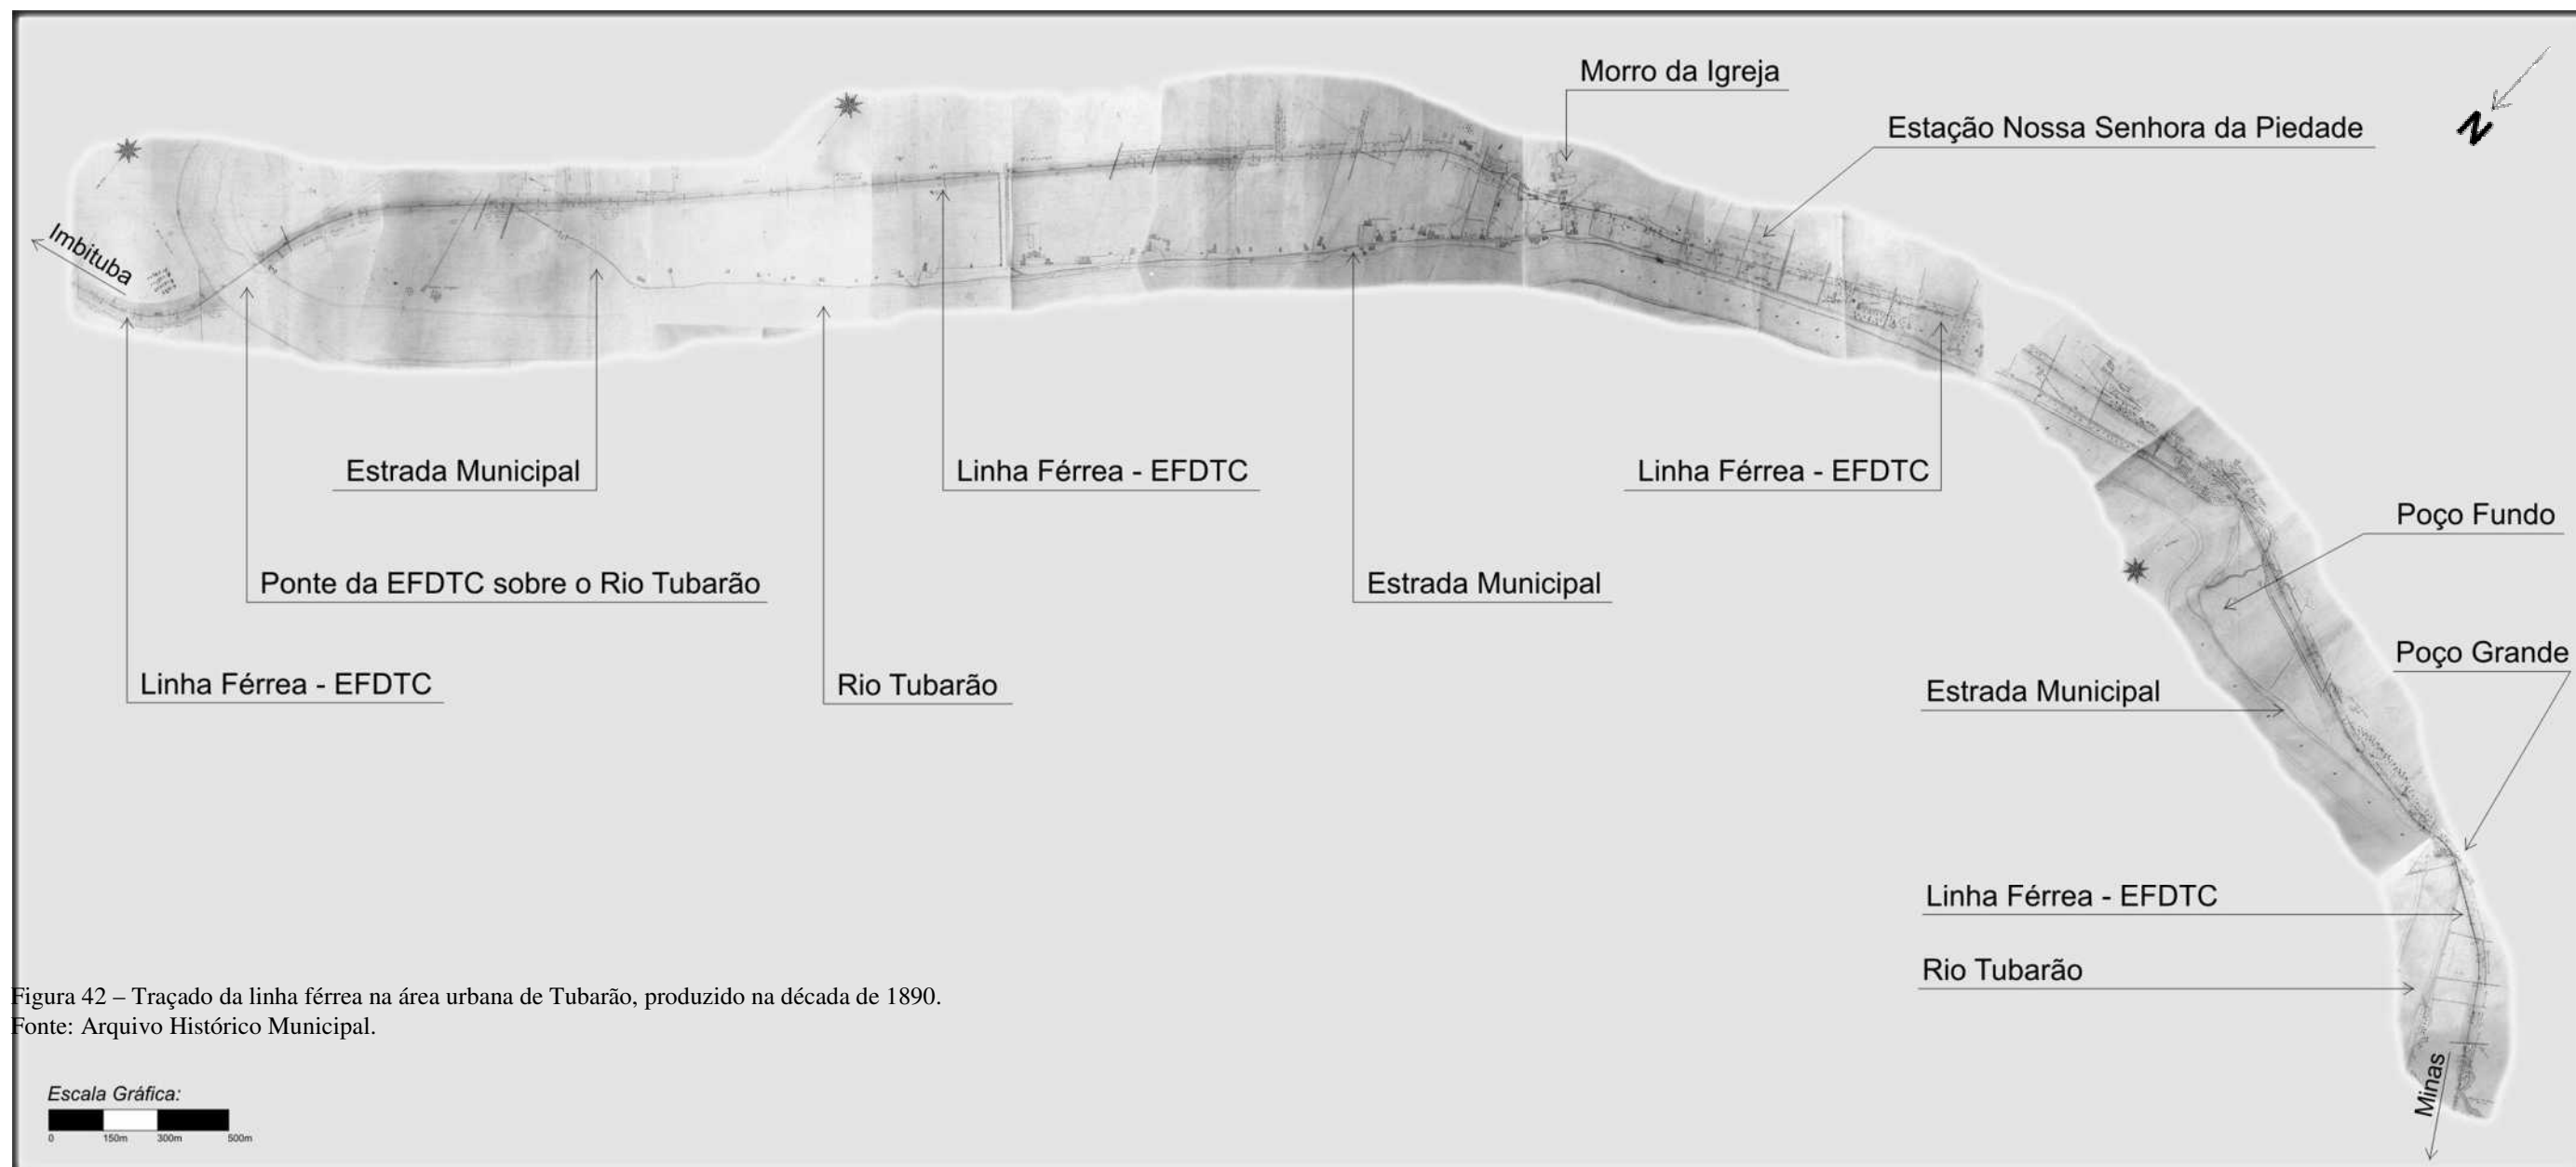 Morro da Igreja
N
Estação Nossa Senhora da Piedade
Imbituba
Estrada Municipal
Linha Férrea - EFDTC
Linha Férrea - EFDTC
Poço Fundo
Ponte da EFDTC sobre o Rio Tubarão
Estrada Municipal
Poço Grande
Linha Férrea - EFDTC
Rio Tubarão
Estrada Municipal
Linha Férrea - EFDTC
Rio Tubarão
Figura 42 – Traçado da linha férrea na área urbana de Tubarão, produzido na década de 1890.
Fonte: Arquivo Histórico Municipal.
Minas
Escala Gráfica:
0 150m 300m 500m